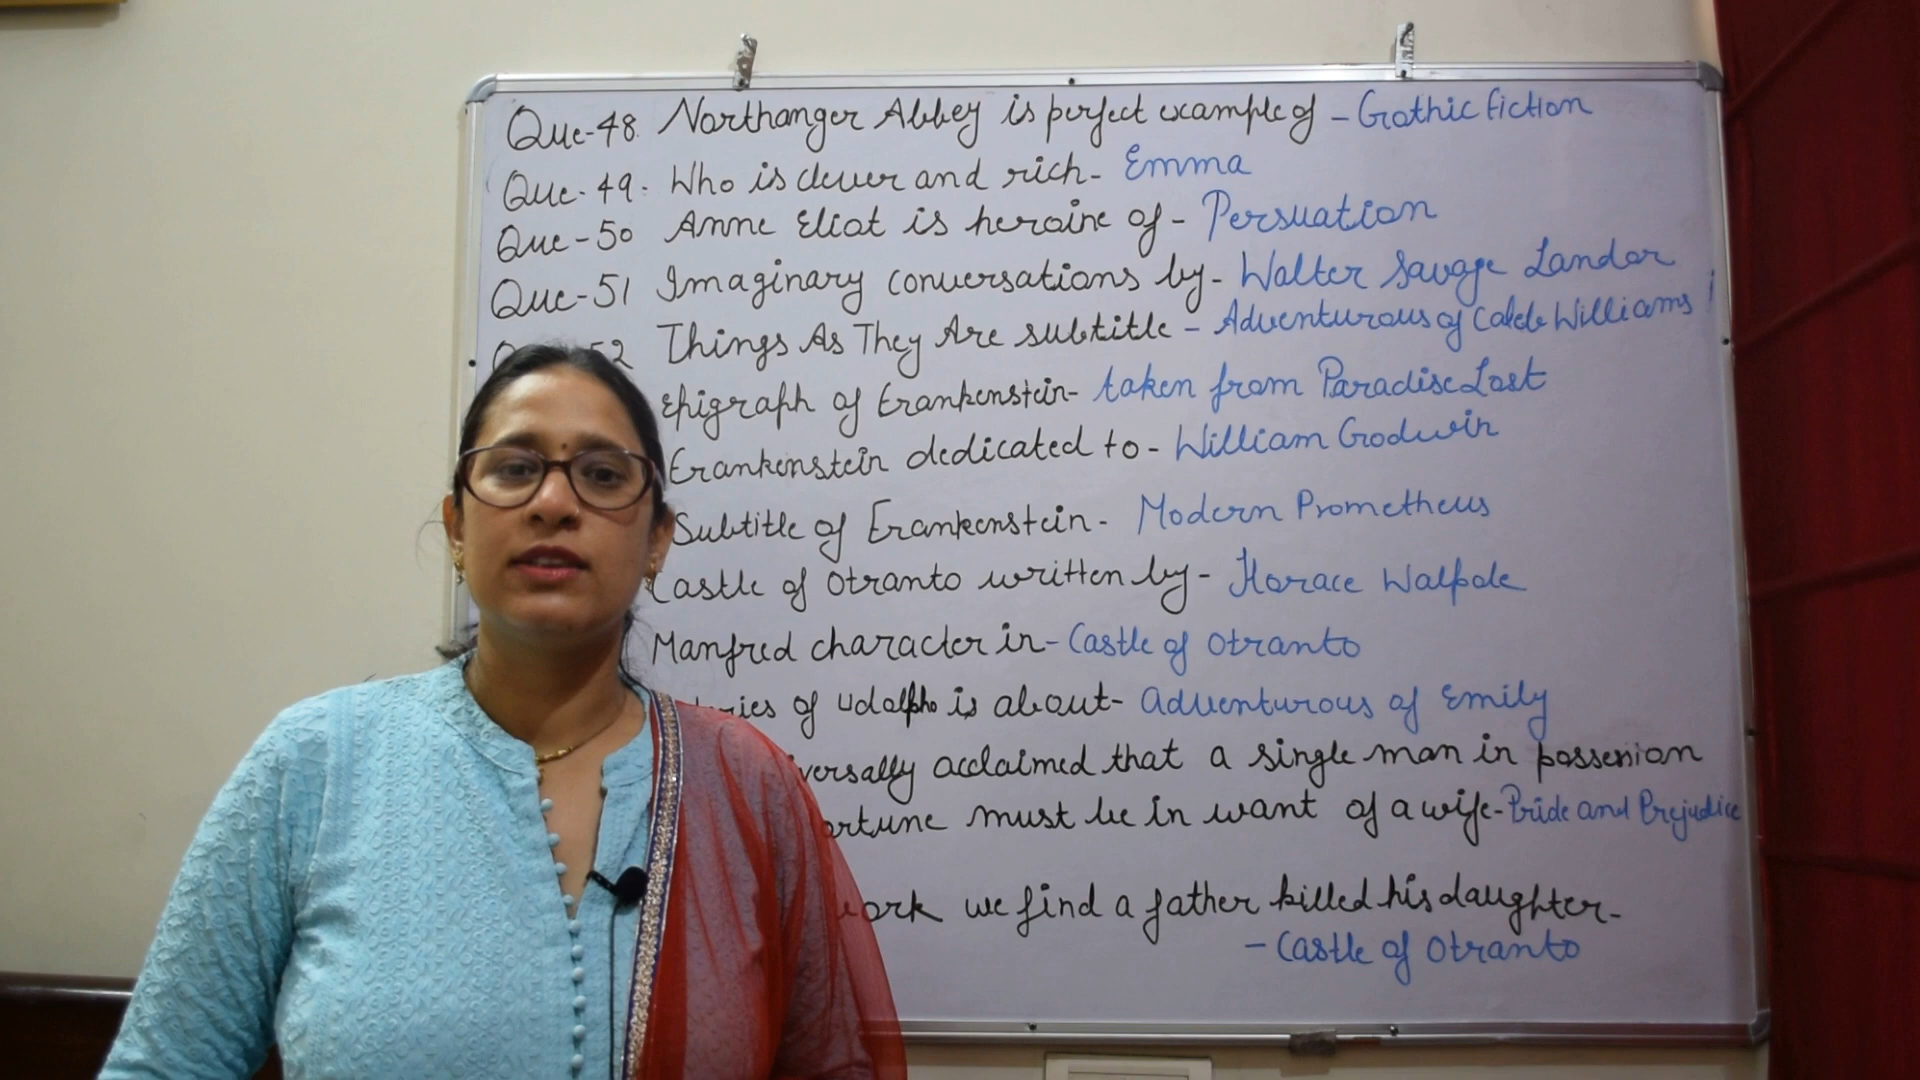 Que-48. Northanger Abbey is perfect example of - Gothic fiction
Que-49. Who is clever and rich- Emma
Que-50 Anne Eliot is heroine of - Persuation
Que-51 Imaginary conversations by- Walter Savage Landor
52 Things As They Are subtitle - Adventurous of Caleb Williams
Epigraph of Frankenstein- taken from Paradise Lost
Frankenstein dedicated to - William Godwin
Subtitle of Frankenstein - Modern Prometheus
Castle of Otranto written by - Horace Walpole
Manfred character in - Castle of Otranto
of Udolpho is about- Adventurous of Emily
acclaimed that a single man in possession
must be in want of a wife-Pride and Prejudice
we find a father killed his daughter-
- Castle of Otranto